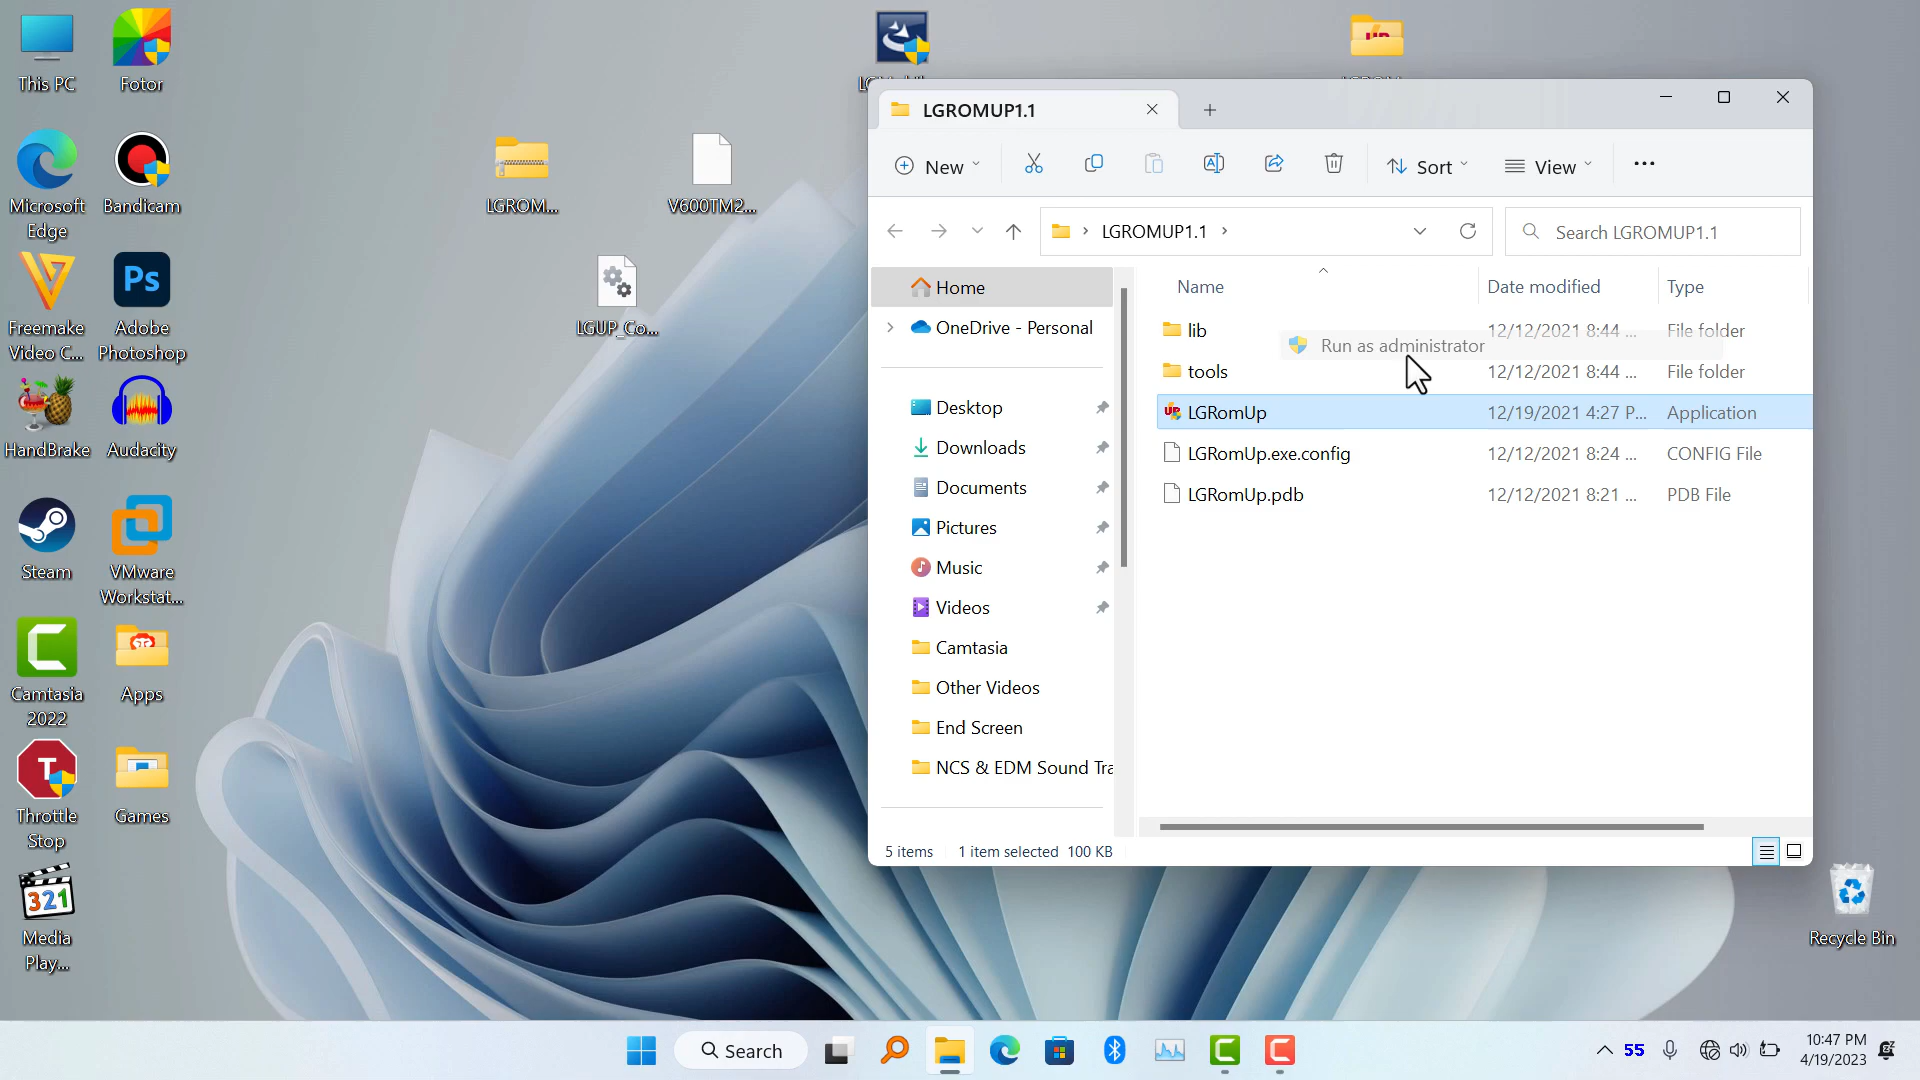 This PC
Fotor
Microsoft
Edge
Bandicam
Freemake
Video C...
Ps
Adobe
Photoshop
HandBrake
Audacity
Steam
VMware
Workstat...
Camtasia
2022
Apps
T
Throttle
Stop
Games
321
Media
Play...
LGROM...
V600TM2...
LGUP_Co...
UP
LGROMUP1.1
New
Sort
View
LGROMUP1.1
Search LGROMUP1.1
Home
OneDrive - Personal
Desktop
Downloads
Documents
Pictures
Music
Videos
Camtasia
Other Videos
End Screen
NCS & EDM Sound Tra
Name
Date modified
Type
lib
12/12/2021 8:44 ...
File folder
Run as administrator
tools
12/12/2021 8:44 ...
File folder
LGRomUp
12/19/2021 4:27 P...
Application
LGRomUp.exe.config
12/12/2021 8:24 ...
CONFIG File
LGRomUp.pdb
12/12/2021 8:21 ...
PDB File
5 items
1 item selected 100 KB
Recycle Bin
Search
55
10:47 PM
4/19/2023